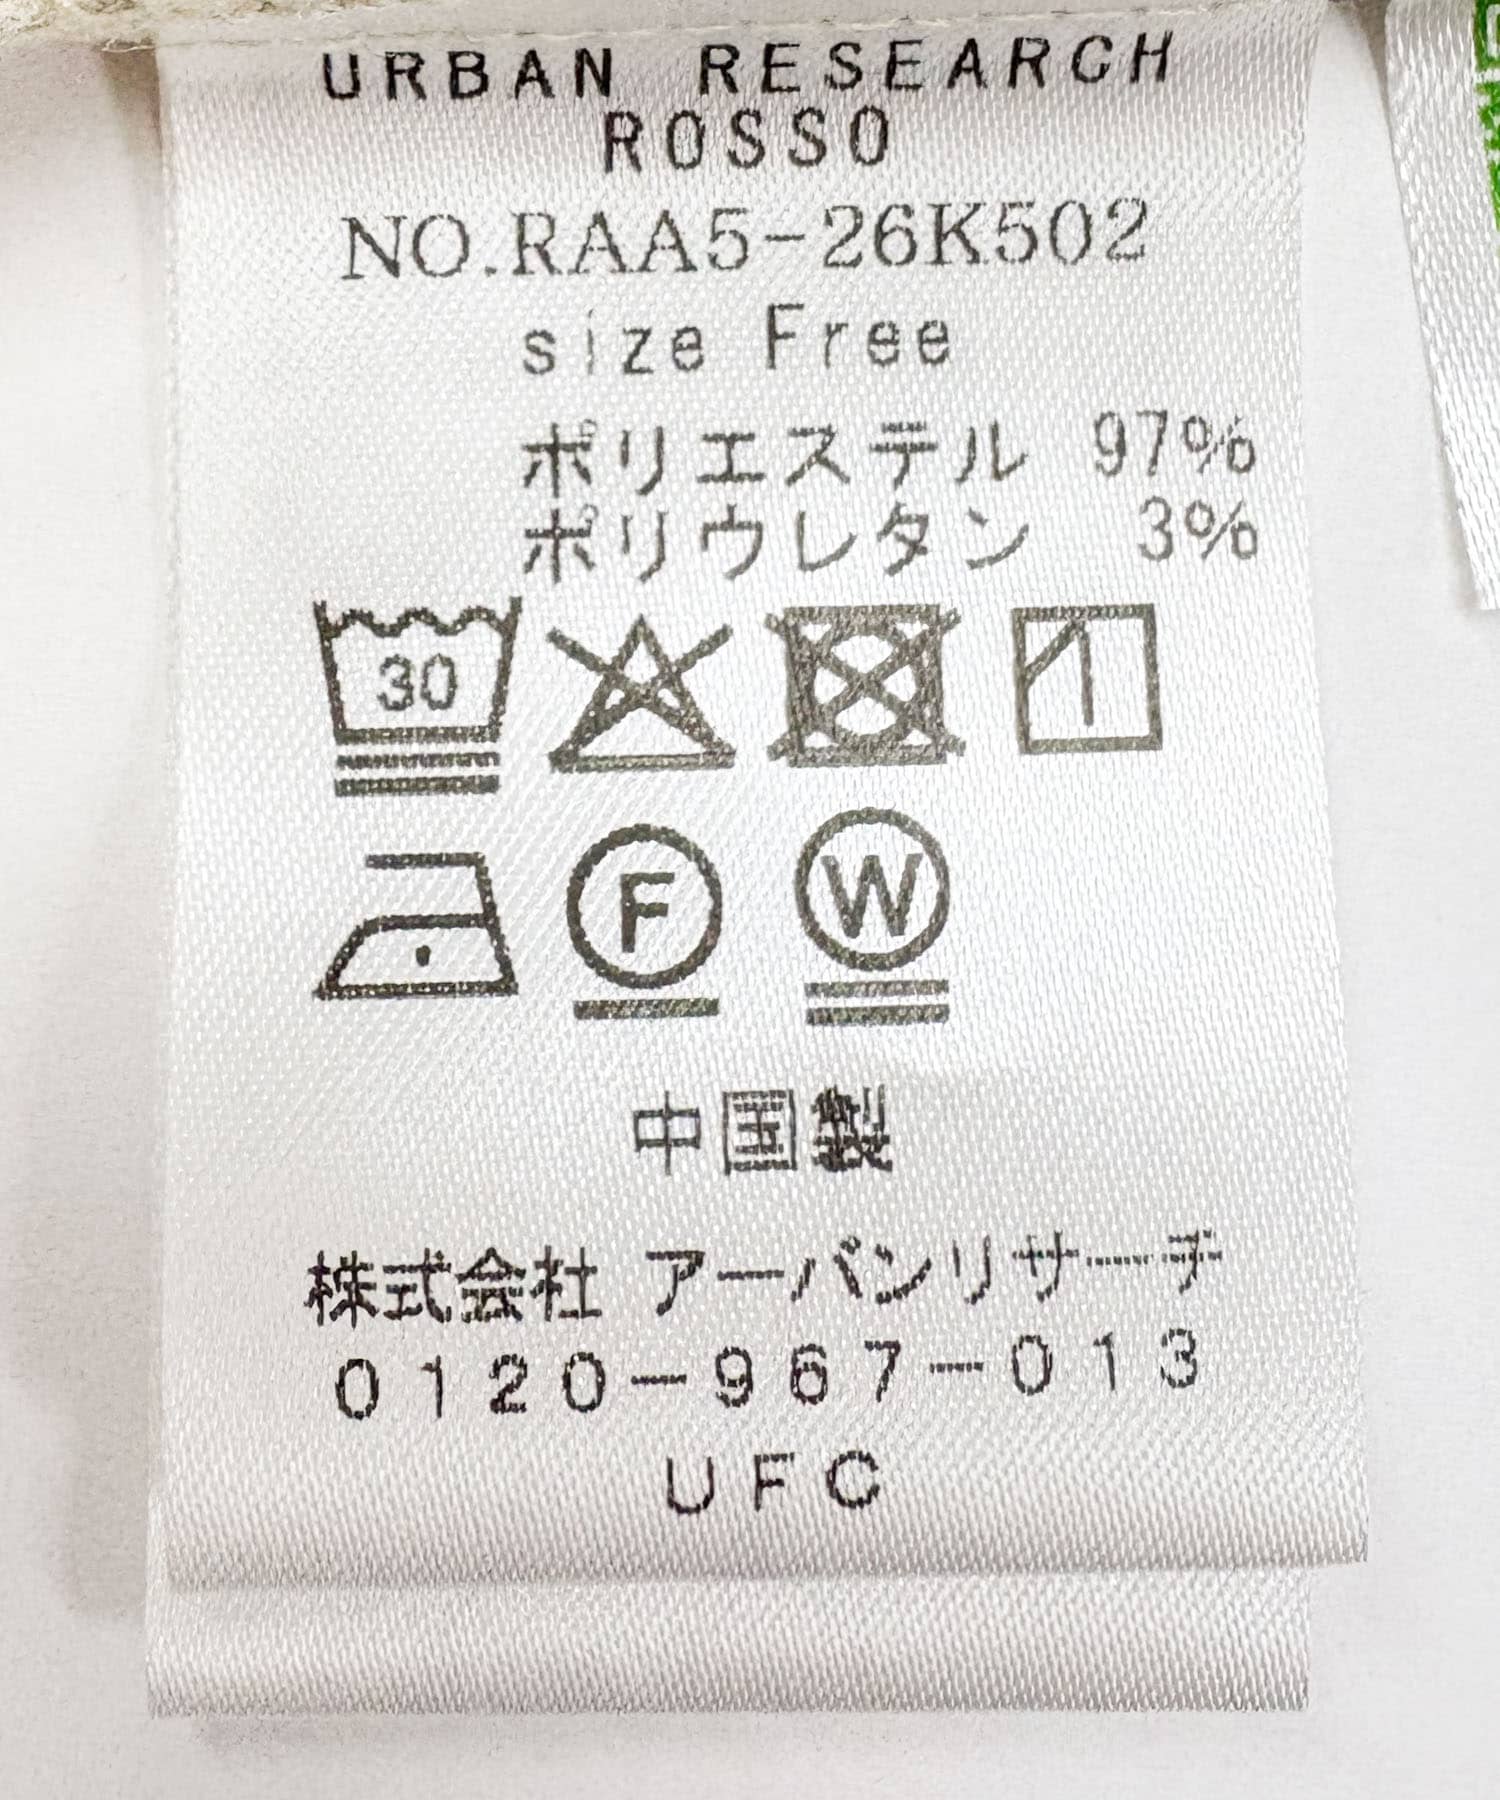 URBAN RESEARCH
ROSSO
NO.RAA5-26K502
size Free
ポリエステル 97%
ポリウレタン 3%
30
F
W
中国製
株式会社 アーバンリサーチ
0120-967-013
UFC